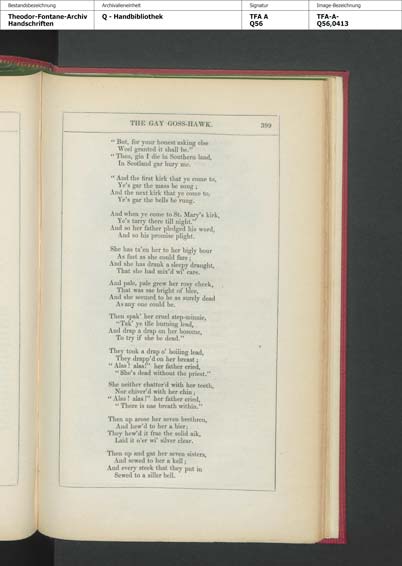 Bestandsbezeichnung
Archivalieneinheit
Signatur
Image-Bezeichnung
Theodor-Fontane-Archiv
Handschriften
Q - Handbibliothek
TFA A
Q56
TFA-A-
Q56,0413
THE GAY GOSS-HAWK. 399
“ But, for your honest asking else
Weel granted it shall be.”
“ Then, gin I die in Southern land,
In Scotland gar bury me.
“ And the first kirk that ye come to,
Ye's gar the mass be sung ;
And the next kirk that ye come to,
Ye's gar the bells be rung.
And when ye come to St. Mary's kirk,
Ye's tarry there till night.”
And so her father pledged his word,
And so his promise plight.
She has ta'en her to her bigly bour
As fast as she could fare ;
And she has drank a sleepy draught,
That she had mix'd wi' care.
And pale, pale grew her rosy cheek,
That was sae bright of blee,
And she seemed to be as surely dead
As any one could be.
Then spak' her cruel step-minnie,
“Tak' ye the burning lead,
And drap a drap on her bosome,
To try if she be dead.”
They took a drap o' boiling lead,
They drapp'd on her breast ;
“ Alas ! alas!” her father cried,
“ She's dead without the priest.”
She neither chatter'd with her teeth,
Nor chiver'd with her chin ;
“ Alas ! alas!” her father cried,
“ There is nae breath within.”
Then up arose her seven brethren,
And hew'd to her a bier;
They hew'd it frae the solid aik,
Laid it o'er wi' silver clear.
Then up and gat her seven sisters,
And sewed to her a kell ;
And every steek that they put in
Sewed to a siller bell.